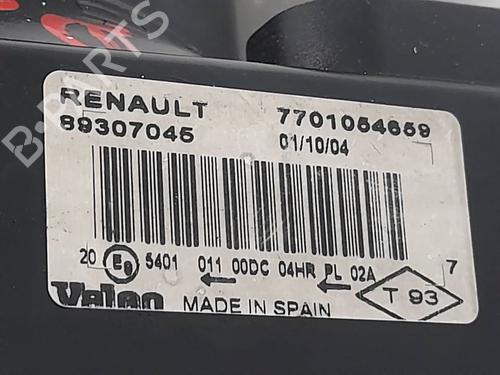 RENAULT 7701054659
89307045 01/10/04
20 E9 5401 011 00DC 04HR PL 02A 7
Valeo MADE IN SPAIN T 93
B-PARTS